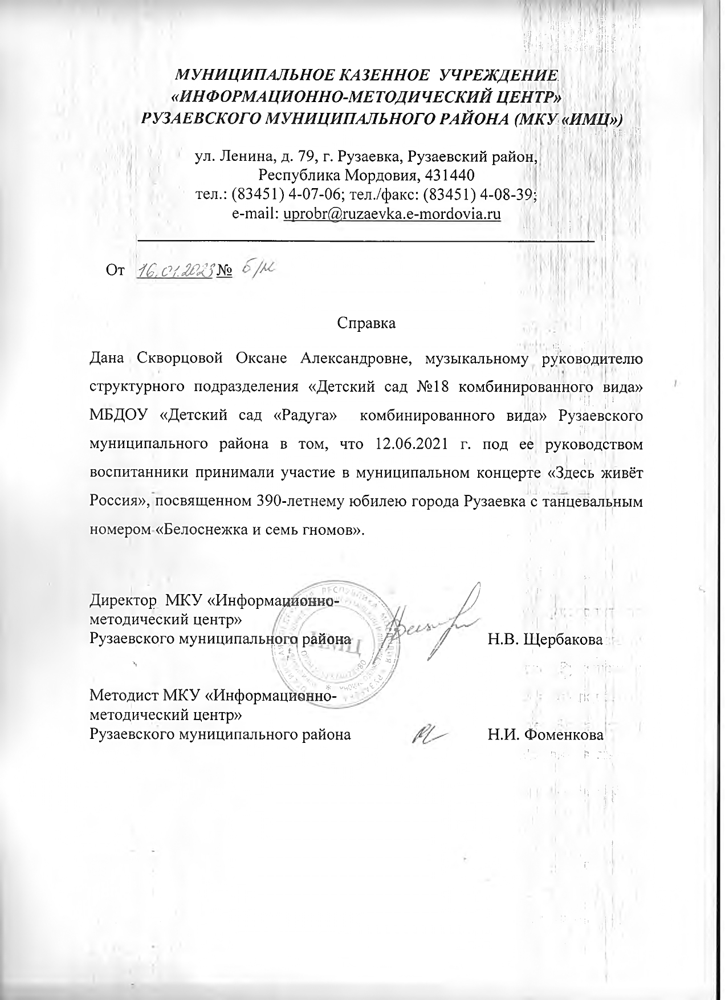 МУНИЦИПАЛЬНОЕ КАЗЕННОЕ УЧРЕЖДЕНИЕ
«ИНФОРМАЦИОННО-МЕТОДИЧЕСКИЙ ЦЕНТР»
РУЗАЕВСКОГО МУНИЦИПАЛЬНОГО РАЙОНА (МКУ «ИМЦ»)
ул. Ленина, д. 79, г. Рузаевка, Рузаевский район,
Республика Мордовия, 431440
тел.: (83451) 4-07-06; тел./факс: (83451) 4-08-39;
e-mail: uprobr@ruzaevka.e-mordovia.ru
От 16.01.2023 № б/н
Справка
Дана Скворцовой Оксане Александровне, музыкальному руководителю
структурного подразделения «Детский сад №18 комбинированного вида»
МБДОУ «Детский сад «Радуга» комбинированного вида» Рузаевского
муниципального района в том, что 12.06.2021 г. под ее руководством
воспитанники принимали участие в муниципальном концерте «Здесь живёт
Россия», посвященном 390-летнему юбилею города Рузаевка с танцевальным
номером «Белоснежка и семь гномов».
Директор МКУ «Информационно-
методический центр»
Рузаевского муниципального района Н.В. Щербакова
ИМЦ
Методист МКУ «Информационно-
методический центр»
Рузаевского муниципального района Н.И. Фоменкова